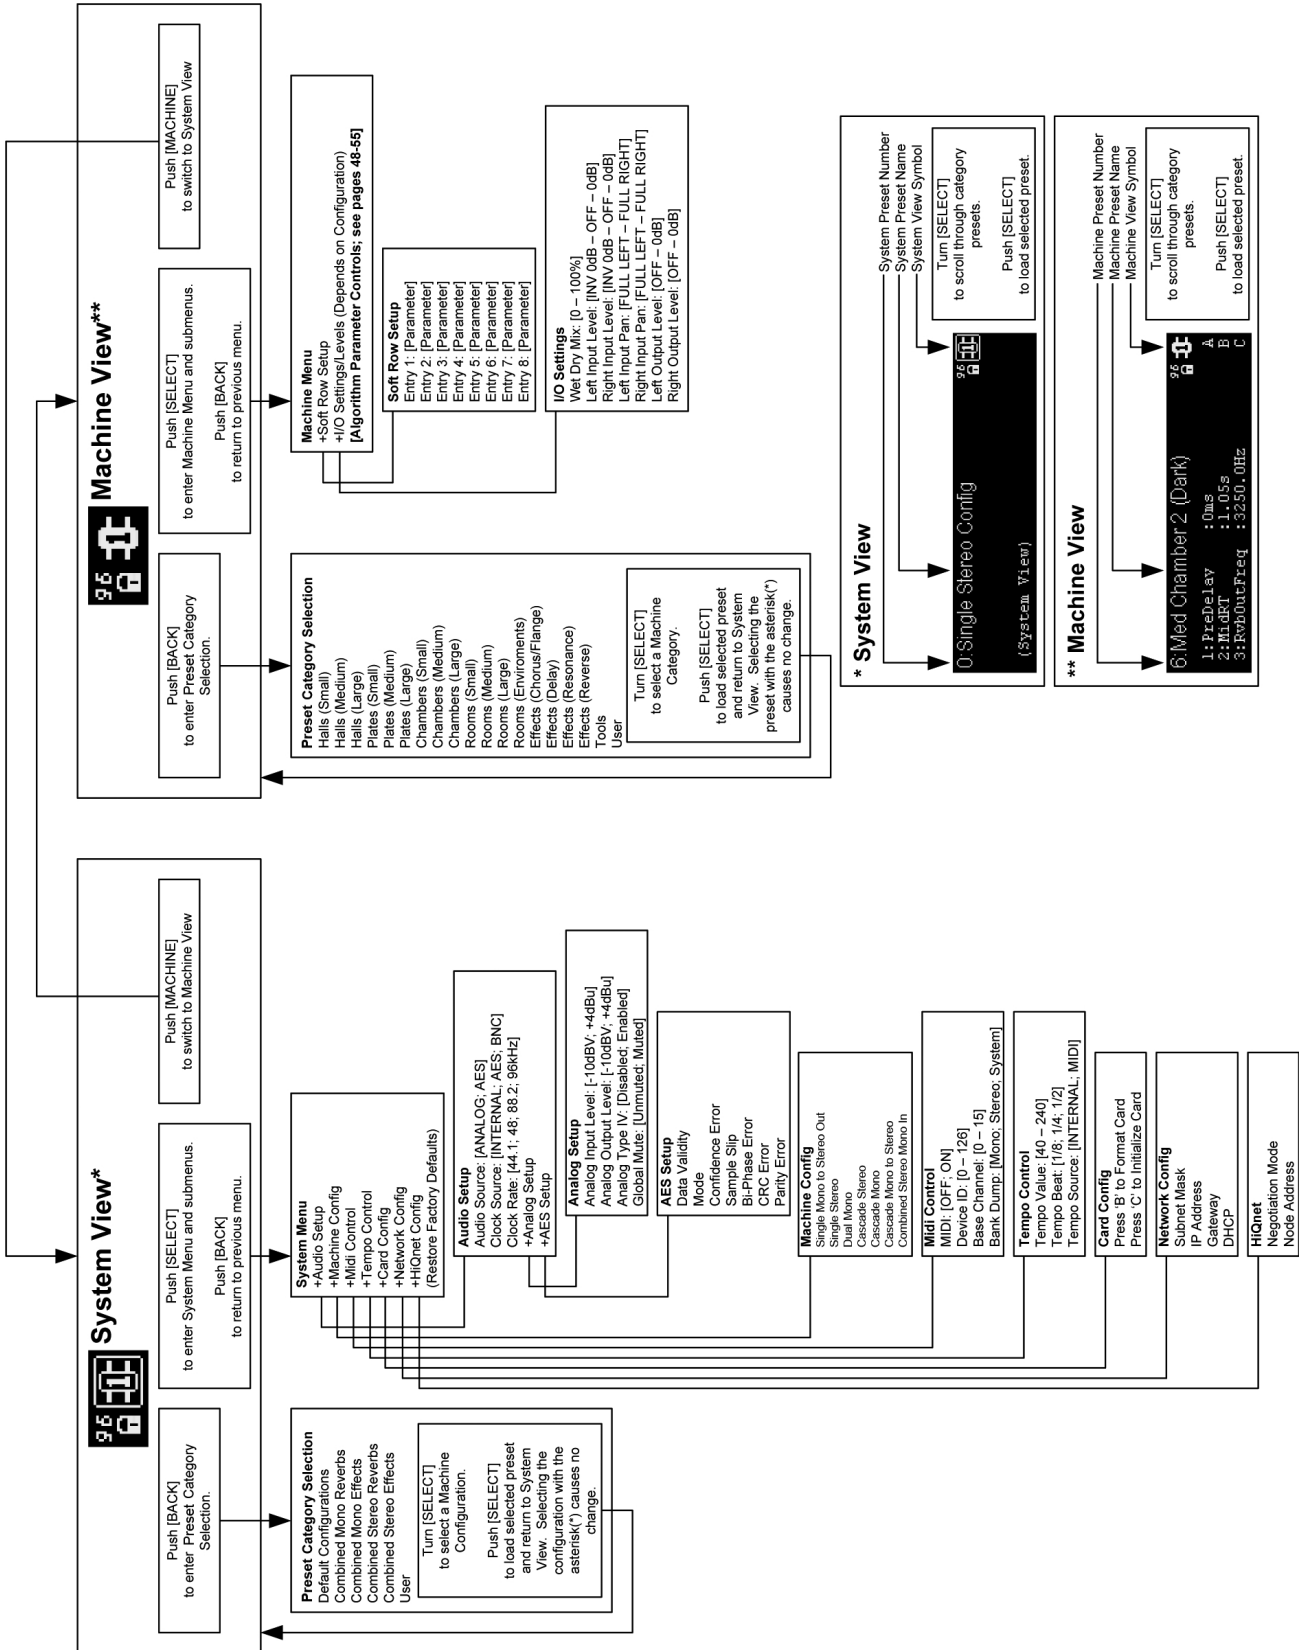 96 1
System View*
Push [BACK]
to enter Preset Category
Selection.
Push [SELECT]
to enter System Menu and submenus.
Push [BACK]
to return to previous menu.
Push [MACHINE]
to switch to Machine View
Preset Category Selection
Default Configurations
Combined Mono Reverbs
Combined Mono Effects
Combined Stereo Reverbs
Combined Stereo Effects
User
Turn [SELECT]
to select a Machine
Configuration.
Push [SELECT]
to load selected preset
and return to System
View. Selecting the
configuration with the
asterisk(*) causes no
change.
System Menu
+Audio Setup
+Machine Config
+Midi Control
+Tempo Control
+Card Config
+Network Config
+HiQnet Config
(Restore Factory Defaults)
Audio Setup
Audio Source: [ANALOG; AES]
Clock Source: [INTERNAL; AES; BNC]
Clock Rate: [44.1; 48; 88.2; 96kHz]
+Analog Setup
+AES Setup
Analog Setup
Analog Input Level: [-10dBV; +4dBu]
Analog Output Level: [-10dBV; +4dBu]
Analog Type IV: [Disabled; Enabled]
Global Mute: [Unmuted; Muted]
AES Setup
Data Validity
Mode
Confidence Error
Sample Slip
Bi-Phase Error
CRC Error
Parity Error
Machine Config
Single Mono to Stereo Out
Single Stereo
Dual Mono
Cascade Stereo
Cascade Mono
Cascade Mono to Stereo
Combined Stereo Mono In
Midi Control
MIDI: [OFF; ON]
Device ID: [0 – 126]
Base Channel: [0 – 15]
Bank Dump: [Mono; Stereo; System]
Tempo Control
Tempo Value: [40 – 240]
Tempo Beat: [1/8; 1/4; 1/2]
Tempo Source: [INTERNAL; MIDI]
Card Config
Press 'B' to Format Card
Press 'C' to Initialize Card
Network Config
Subnet Mask
IP Address
Gateway
DHCP
HiQnet
Negotiation Mode
Node Address
96 1
Machine View**
Push [BACK]
to enter Preset Category
Selection.
Push [SELECT]
to enter Machine Menu and submenus.
Push [BACK]
to return to previous menu.
Push [MACHINE]
to switch to System View
Preset Category Selection
Halls (Small)
Halls (Medium)
Halls (Large)
Plates (Small)
Plates (Medium)
Plates (Large)
Chambers (Small)
Chambers (Medium)
Chambers (Large)
Rooms (Small)
Rooms (Medium)
Rooms (Large)
Rooms (Enviroments)
Effects (Chorus/Flange)
Effects (Delay)
Effects (Resonance)
Effects (Reverse)
Tools
User
Turn [SELECT]
to select a Machine
Category.
Push [SELECT]
to load selected preset
and return to System
View. Selecting the
preset with the asterisk(*)
causes no change.
Machine Menu
+Soft Row Setup
+I/O Settings/Levels (Depends on Configuration)
[Algorithm Parameter Controls; see pages 48-55]
Soft Row Setup
Entry 1: [Parameter]
Entry 2: [Parameter]
Entry 3: [Parameter]
Entry 4: [Parameter]
Entry 5: [Parameter]
Entry 6: [Parameter]
Entry 7: [Parameter]
Entry 8: [Parameter]
I/O Settings
Wet Dry Mix: [0 – 100%]
Left Input Level: [INV 0dB – OFF – 0dB]
Right Input Level: [INV 0dB – OFF – 0dB]
Left Input Pan: [FULL LEFT – FULL RIGHT]
Right Input Pan: [FULL LEFT – FULL RIGHT]
Left Output Level: [OFF – 0dB]
Right Output Level: [OFF – 0dB]
* System View
System Preset Number
System Preset Name
System View Symbol
0:Single Stereo Config
96 1
(System View)
Turn [SELECT]
to scroll through category
presets.
Push [SELECT]
to load selected preset.
** Machine View
Machine Preset Number
Machine Preset Name
Machine View Symbol
6:Med Chamber 2 (Dark)
96 1
1:PreDelay :0ms A
2:MidRT :1.05s B
3:RvbOutFreq :3250.0Hz C
Turn [SELECT]
to scroll through category
presets.
Push [SELECT]
to load selected preset.